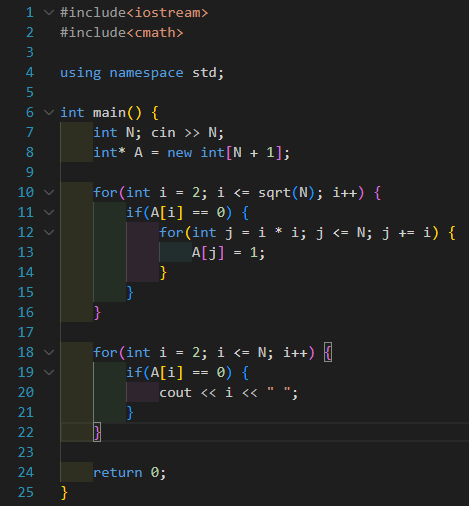 1 #include<iostream>
2 #include<cmath>
3
4 using namespace std;
5
6 int main() {
7     int N; cin >> N;
8     int* A = new int[N + 1];
9
10     for(int i = 2; i <= sqrt(N); i++) {
11         if(A[i] == 0) {
12             for(int j = i * i; j <= N; j += i) {
13                 A[j] = 1;
14             }
15         }
16     }
17
18     for(int i = 2; i <= N; i++) {
19         if(A[i] == 0) {
20             cout << i << " ";
21         }
22     }
23
24     return 0;
25 }